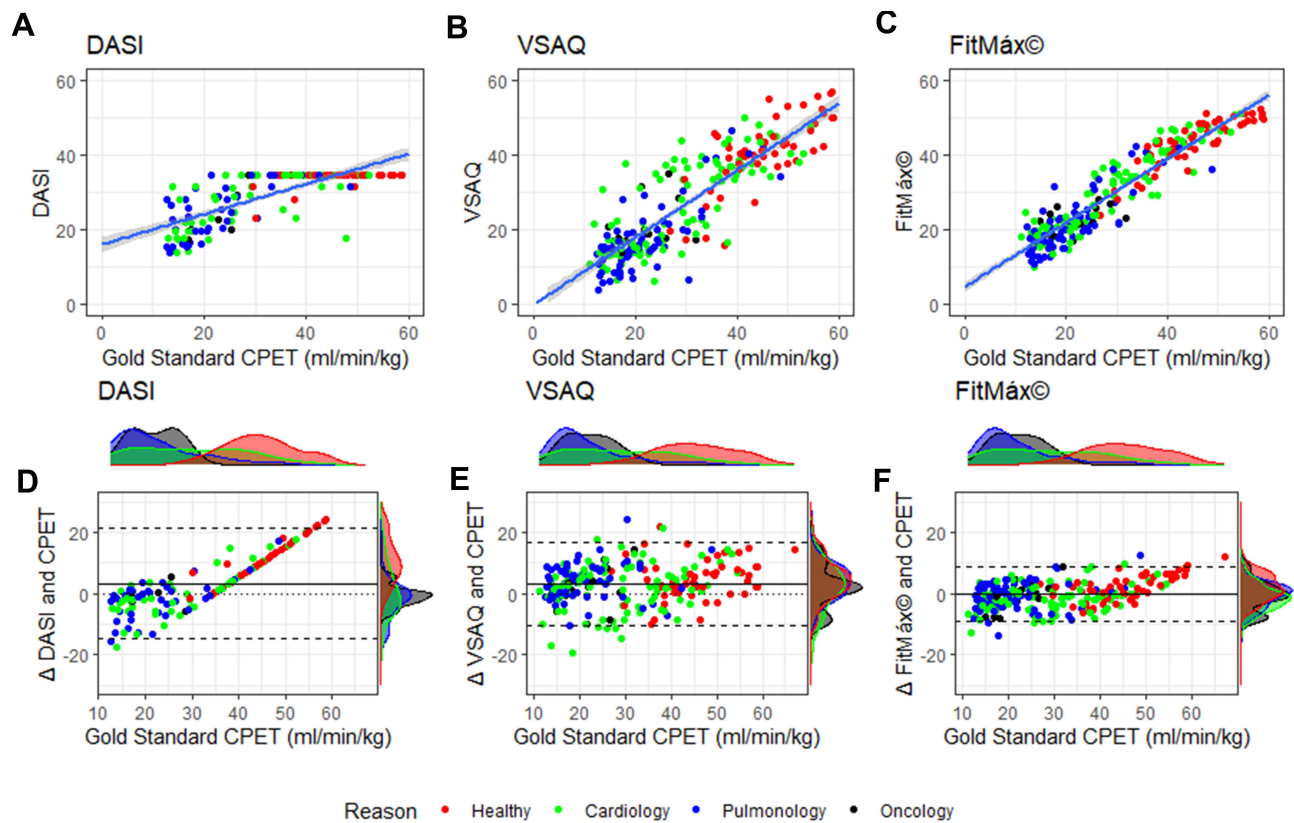 A
B
C
DASI
VSAQ
FitMáx©
60
40
20
0
DASI
0 20 40 60
Gold Standard CPET (ml/min/kg)
60
40
20
0
VSAQ
0 20 40 60
Gold Standard CPET (ml/min/kg)
60
40
20
0
FitMáx©
0 20 40 60
Gold Standard CPET (ml/min/kg)
DASI
VSAQ
FitMáx©
D
E
F
20
0
-20
Δ DASI and CPET
10 20 30 40 50 60
Gold Standard CPET (ml/min/kg)
20
0
-20
Δ VSAQ and CPET
10 20 30 40 50 60
Gold Standard CPET (ml/min/kg)
20
0
-20
Δ FitMáx© and CPET
10 20 30 40 50 60
Gold Standard CPET (ml/min/kg)
Reason Healthy Cardiology Pulmonology Oncology